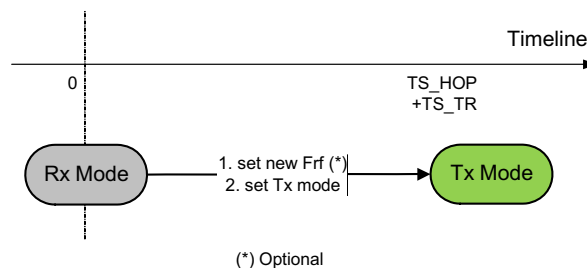 Timeline
0
TS_HOP
+TS_TR
Rx Mode
1. set new Frf (*)
2. set Tx mode
Tx Mode
(*) Optional